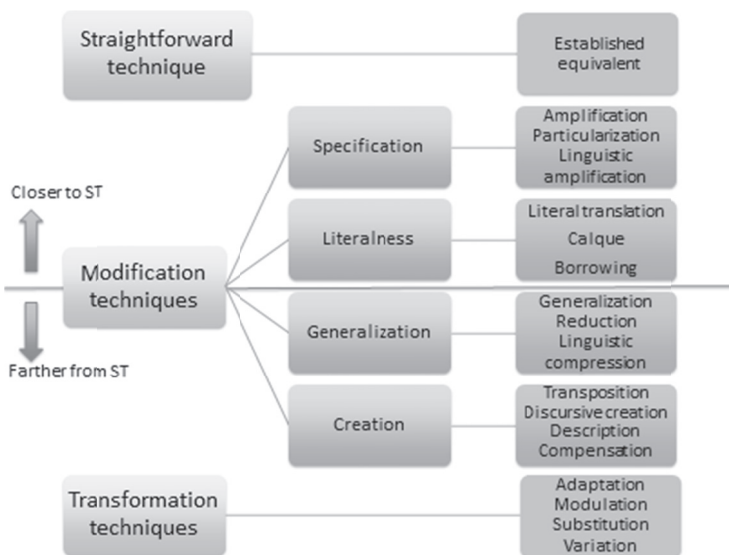 Straightforward
technique
Established
equivalent
Specification
Amplification
Particularization
Linguistic
amplification
Closer to ST
Literalness
Literal translation
Calque
Borrowing
Modification
techniques
Generalization
Generalization
Reduction
Linguistic
compression
Farther from ST
Creation
Transposition
Discursive creation
Description
Compensation
Transformation
techniques
Adaptation
Modulation
Substitution
Variation